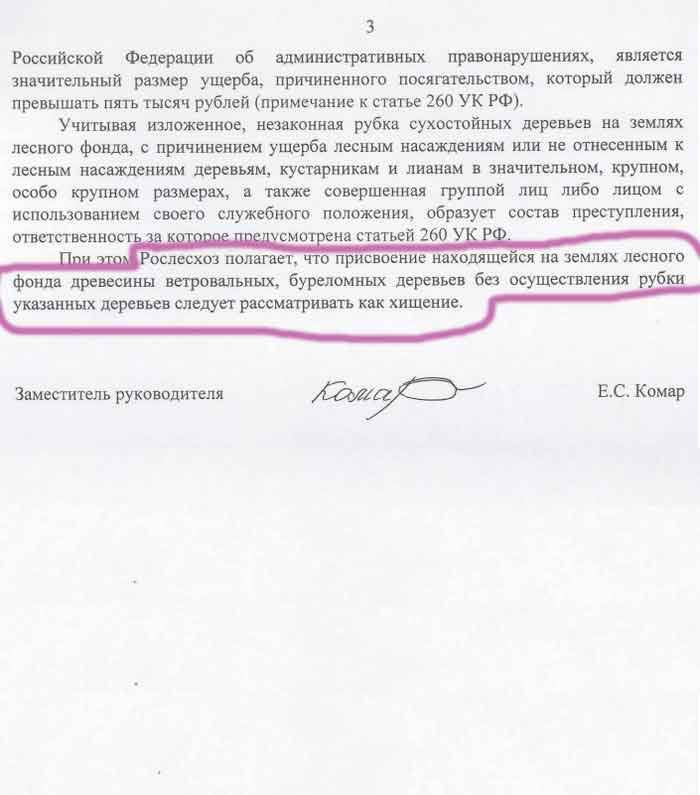 3
Российской Федерации об административных правонарушениях, является
значительный размер ущерба, причиненного посягательством, который должен
превышать пять тысяч рублей (примечание к статье 260 УК РФ).
Учитывая изложенное, незаконная рубка сухостойных деревьев на землях
лесного фонда, с причинением ущерба лесным насаждениям или не отнесенным к
лесным насаждениям деревьям, кустарникам и лианам в значительном, крупном,
особо крупном размерах, а также совершенная группой лиц либо лицом с
использованием своего служебного положения, образует состав преступления,
ответственность за которое предусмотрена статьей 260 УК РФ.
При этом Рослесхоз полагает, что присвоение находящейся на землях лесного
фонда древесины ветровальных, буреломных деревьев без осуществления рубки
указанных деревьев следует рассматривать как хищение.
Заместитель руководителя Комар Е.С. Комар